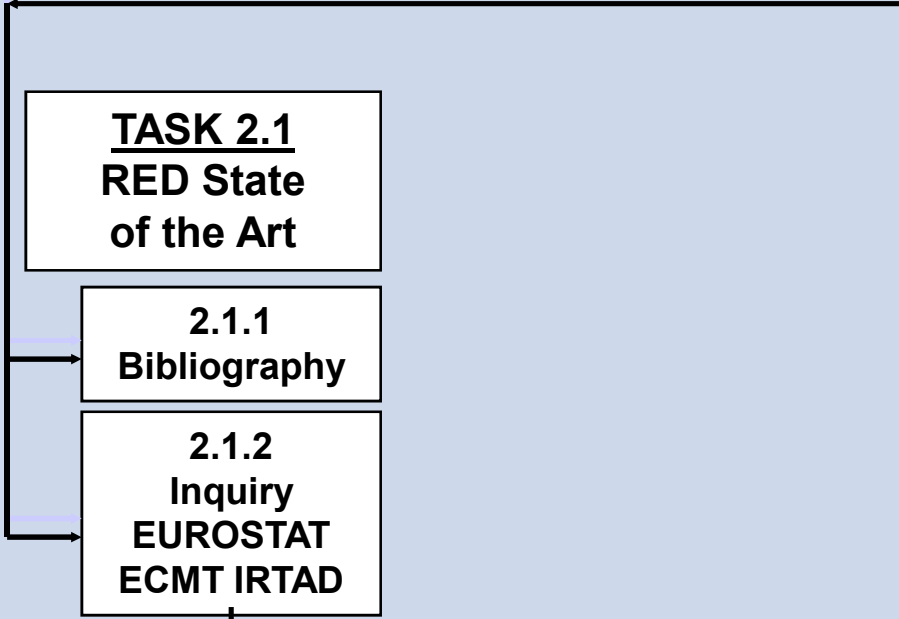 TASK 2.1
RED State
of the Art
2.1.1
Bibliography
2.1.2
Inquiry
EUROSTAT
ECMT IRTAD